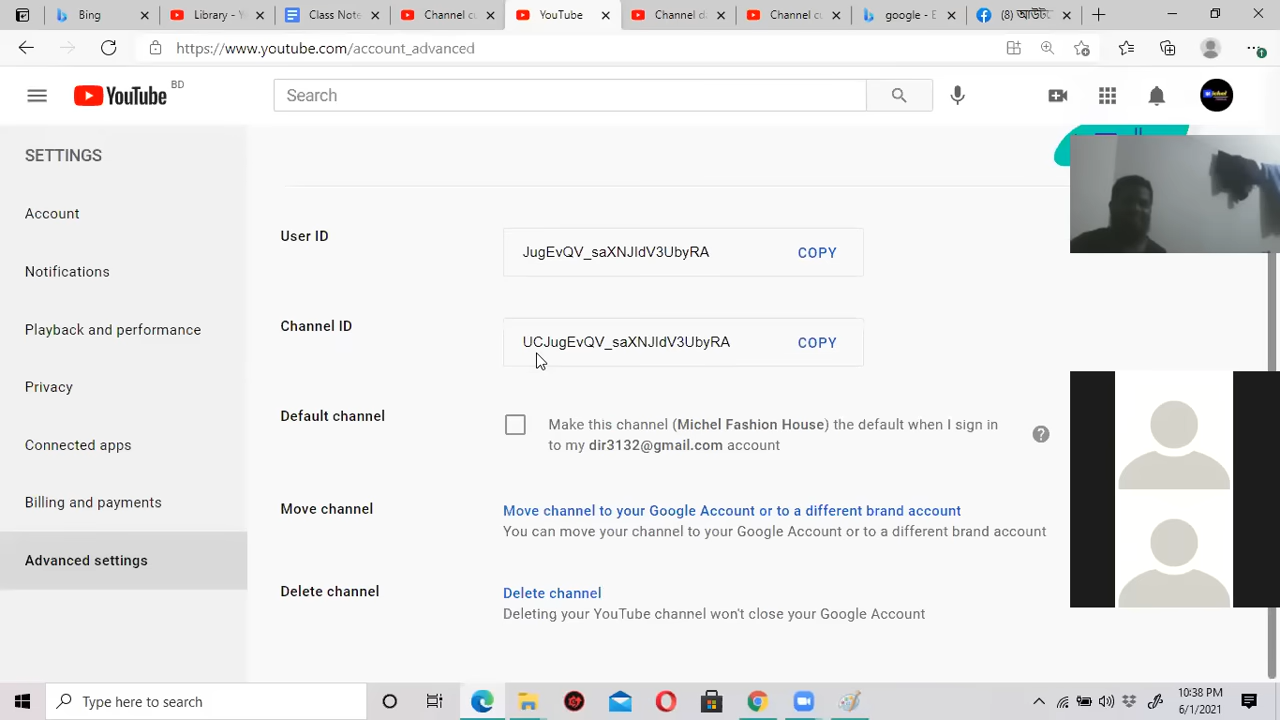 Library - Y
Class Rout
Channel c
YouTube
Channel d
Channel c
google - B
https://www.youtube.com/account_advanced
YouTube BD
Search
SETTINGS
Account
Notifications
Playback and performance
Privacy
Connected apps
Billing and payments
Advanced settings
User ID
JugEvQV_saXNJIdV3UbyRA
COPY
Channel ID
UCJugEvQV_saXNJIdV3UbyRA
COPY
Default channel
Make this channel (Michel Fashion House) the default when I sign in
to my dir3132@gmail.com account
Move channel
Move channel to your Google Account or to a different brand account
You can move your channel to your Google Account or to a different brand account
Delete channel
Delete channel
Deleting your YouTube channel won't close your Google Account
Type here to search
10:38 PM
6/1/2021